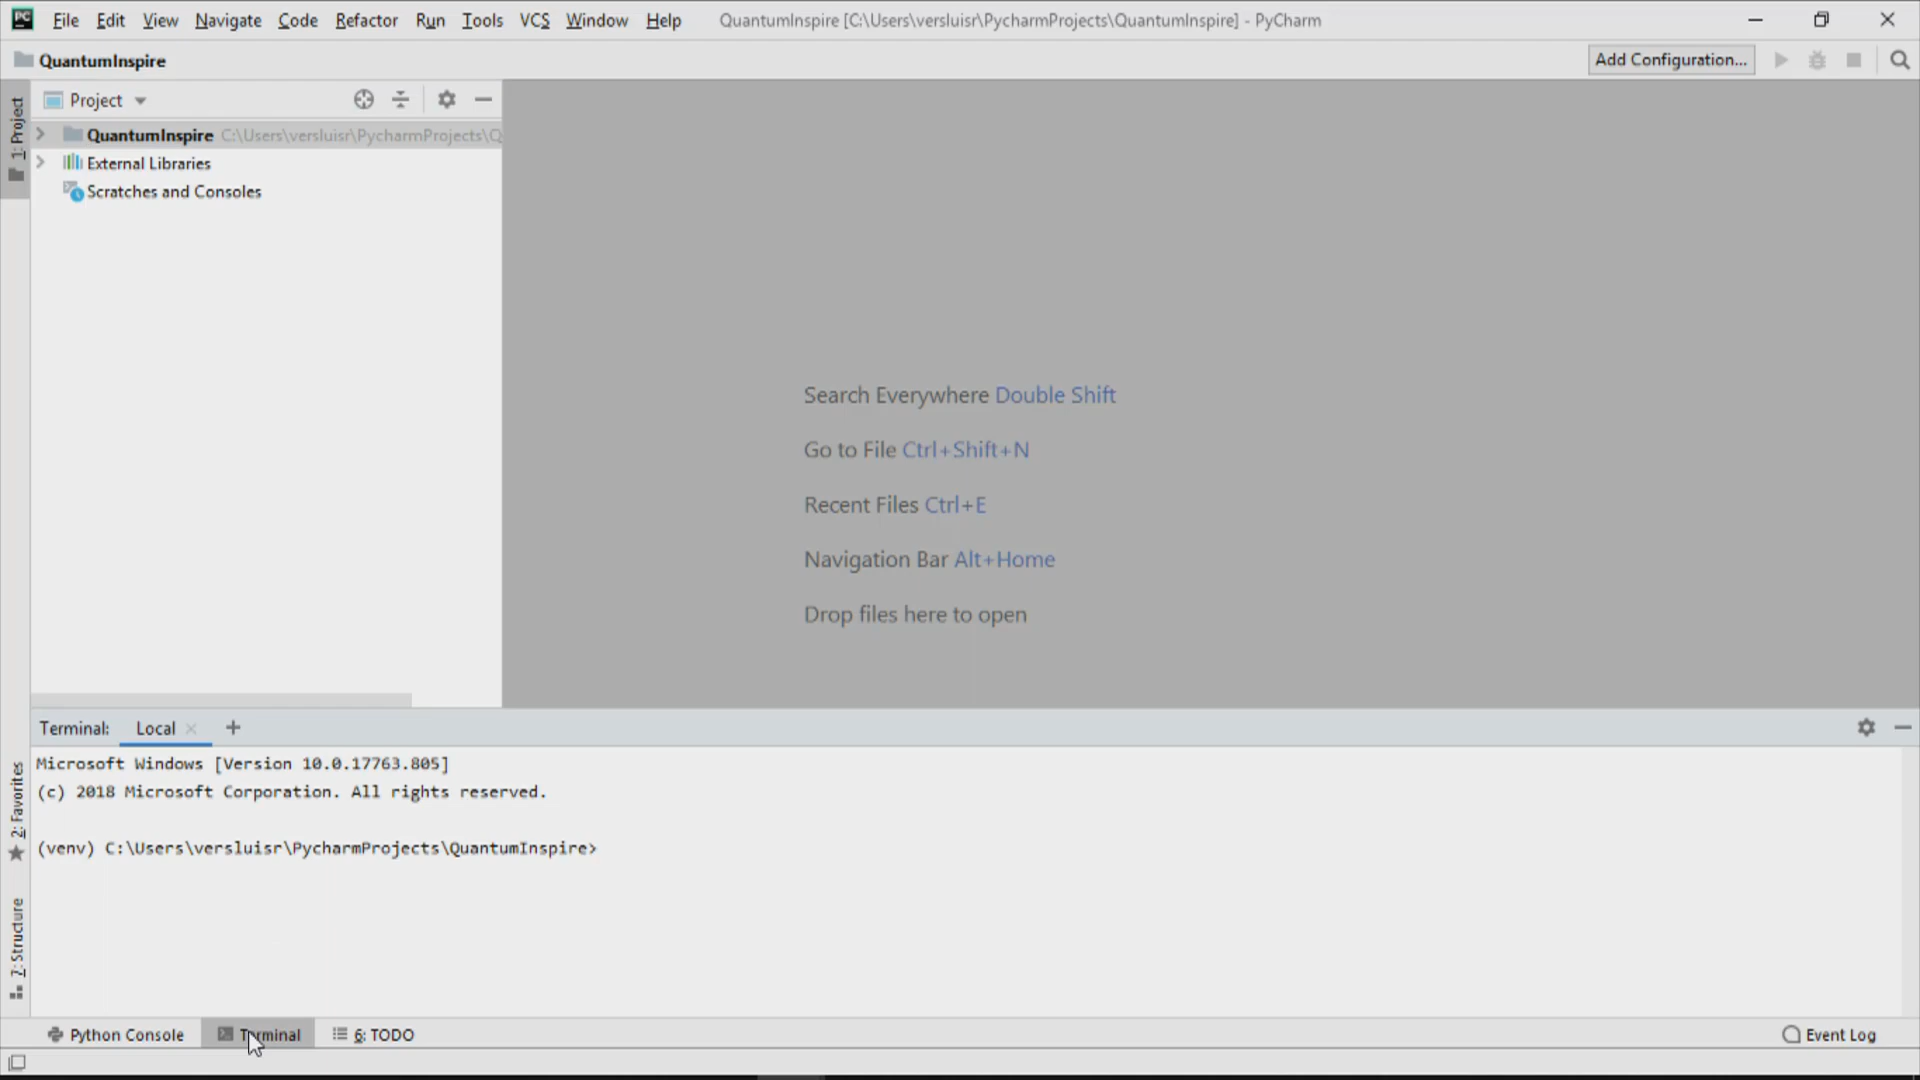 PC File Edit View Navigate Code Refactor Run Tools VCS Window Help QuantumInspire [C:\Users\versluisr\PycharmProjects\QuantumInspire] - PyCharm
QuantumInspire
Add Configuration...
1: Project
Project
QuantumInspire C:\Users\versluisr\PycharmProjects\Q
External Libraries
Scratches and Consoles
Search Everywhere Double Shift
Go to File Ctrl+Shift+N
Recent Files Ctrl+E
Navigation Bar Alt+Home
Drop files here to open
Terminal: Local +
Microsoft Windows [Version 10.0.17763.805]
(c) 2018 Microsoft Corporation. All rights reserved.
(venv) C:\Users\versluisr\PycharmProjects\QuantumInspire>
2: Favorites
7: Structure
Python Console Terminal 6: TODO Event Log